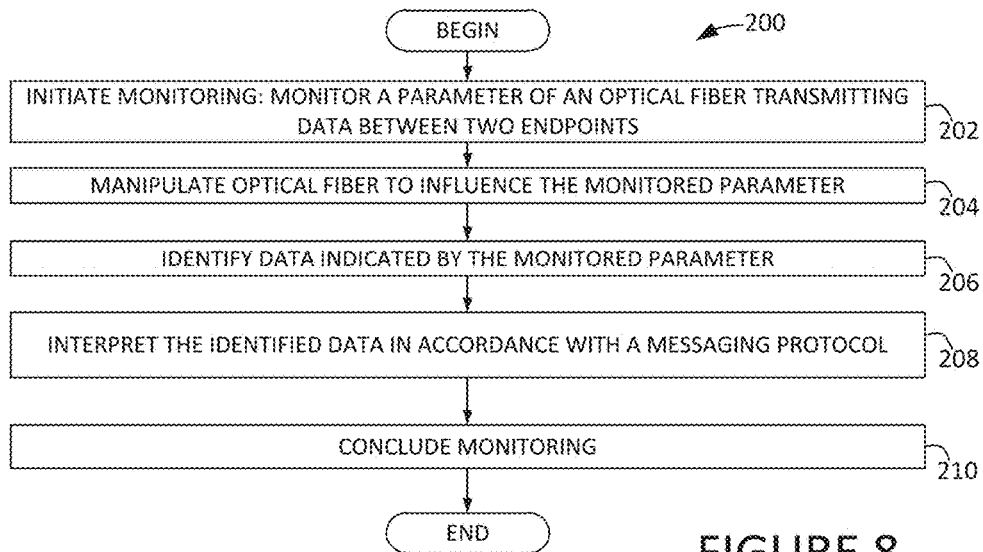 BEGIN
200
INITIATE MONITORING: MONITOR A PARAMETER OF AN OPTICAL FIBER TRANSMITTING
DATA BETWEEN TWO ENDPOINTS
202
MANIPULATE OPTICAL FIBER TO INFLUENCE THE MONITORED PARAMETER
204
IDENTIFY DATA INDICATED BY THE MONITORED PARAMETER
206
INTERPRET THE IDENTIFIED DATA IN ACCORDANCE WITH A MESSAGING PROTOCOL
208
CONCLUDE MONITORING
210
END
FIGURE 8